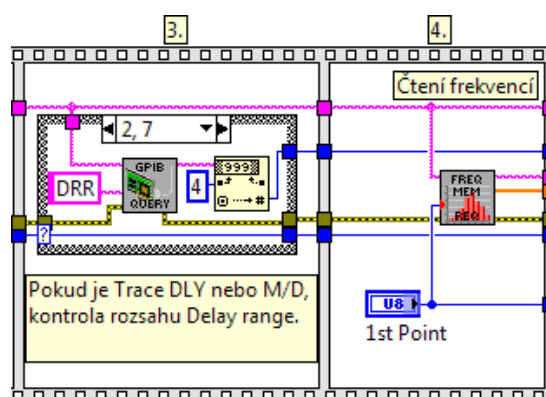 3.
4.
Čtení frekvencí
2, 7
GPIB
QUERY
DRR
4
999
#
?
FREQ
MEM
REQ
Pokud je Trace DLY nebo M/D,
kontrola rozsahu Delay range.
U8
1st Point